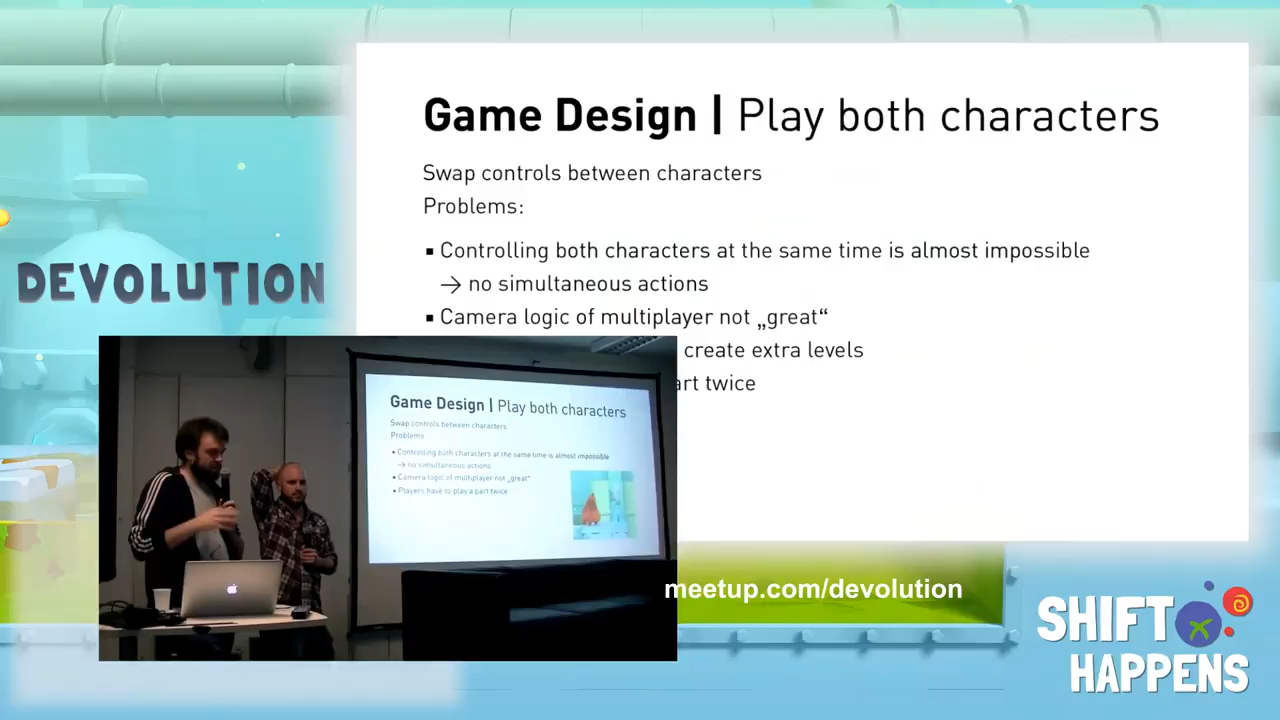 Game Design | Play both characters
Swap controls between characters
Problems:
▪ Controlling both characters at the same time is almost impossible
→ no simultaneous actions
▪ Camera logic of multiplayer not „great“
create extra levels
art twice
DEVOLUTION
Game Design | Play both characters
Swap controls between characters
Problems
▪ Controlling both characters at the same time is almost impossible
→ no simultaneous actions
▪ Camera logic of multiplayer not „great“
▪ Players have to play a part twice
meetup.com/devolution
SHIFT
HAPPENS